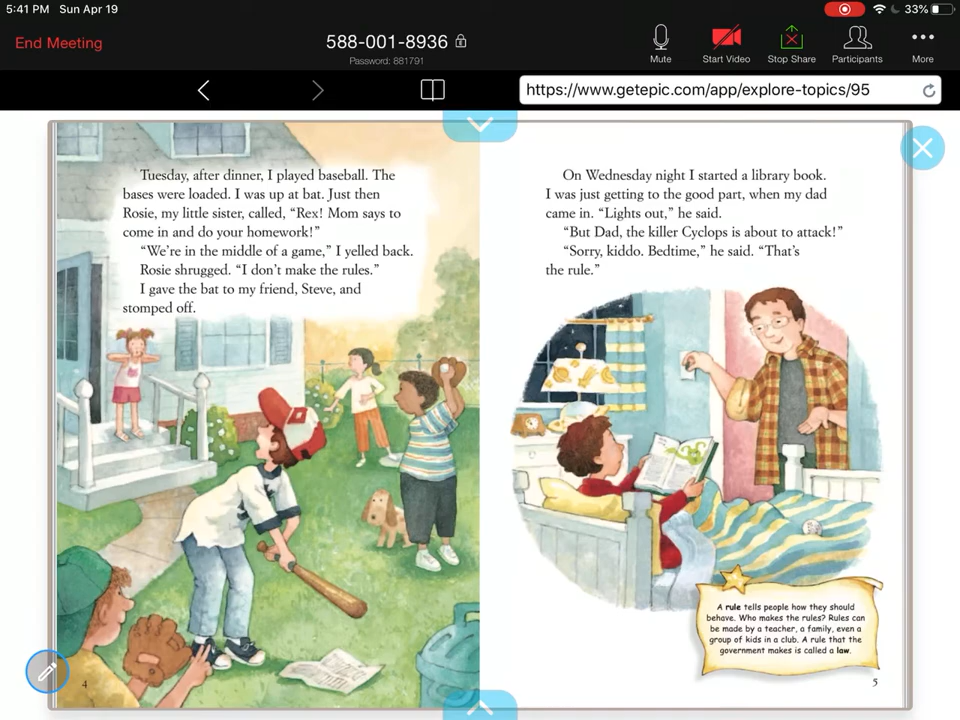 5:41 PM Sun Apr 19
33%
End Meeting
588-001-8936
Password: 881791
Mute
Start Video
Stop Share
Participants
More
https://www.getepic.com/app/explore-topics/95
Tuesday, after dinner, I played baseball. The
bases were loaded. I was up at bat. Just then
Rosie, my little sister, called, “Rex! Mom says to
come in and do your homework!”
“We’re in the middle of a game,” I yelled back.
Rosie shrugged. “I don’t make the rules.”
I gave the bat to my friend, Steve, and
stomped off.
4
On Wednesday night I started a library book.
I was just getting to the good part, when my dad
came in. “Lights out,” he said.
“But Dad, the killer Cyclops is about to attack!”
“Sorry, kiddo. Bedtime,” he said. “That’s
the rule.”
A rule tells people how they should
behave. Who makes the rules? Rules can
be made by a teacher, a family, even a
group of kids in a club. A rule that the
government makes is called a law.
5